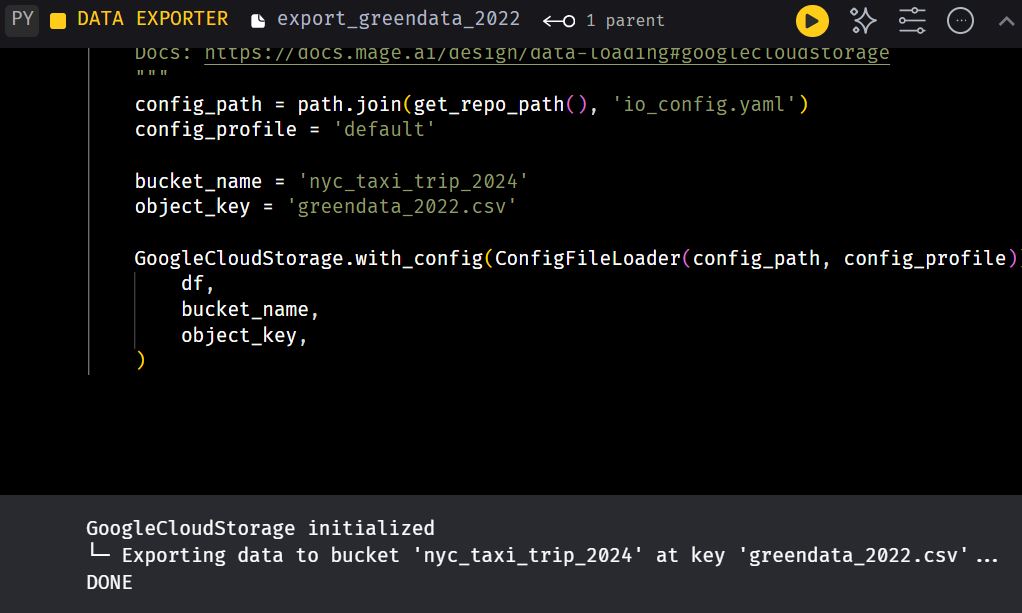 PY DATA EXPORTER export_greendata_2022 1 parent
Docs: https://docs.mage.ai/design/data-loading#googlecloudstorage
"""
config_path = path.join(get_repo_path(), 'io_config.yaml')
config_profile = 'default'
bucket_name = 'nyc_taxi_trip_2024'
object_key = 'greendata_2022.csv'
GoogleCloudStorage.with_config(ConfigFileLoader(config_path, config_profile)
df,
bucket_name,
object_key,
)
GoogleCloudStorage initialized
└─ Exporting data to bucket 'nyc_taxi_trip_2024' at key 'greendata_2022.csv'...
DONE